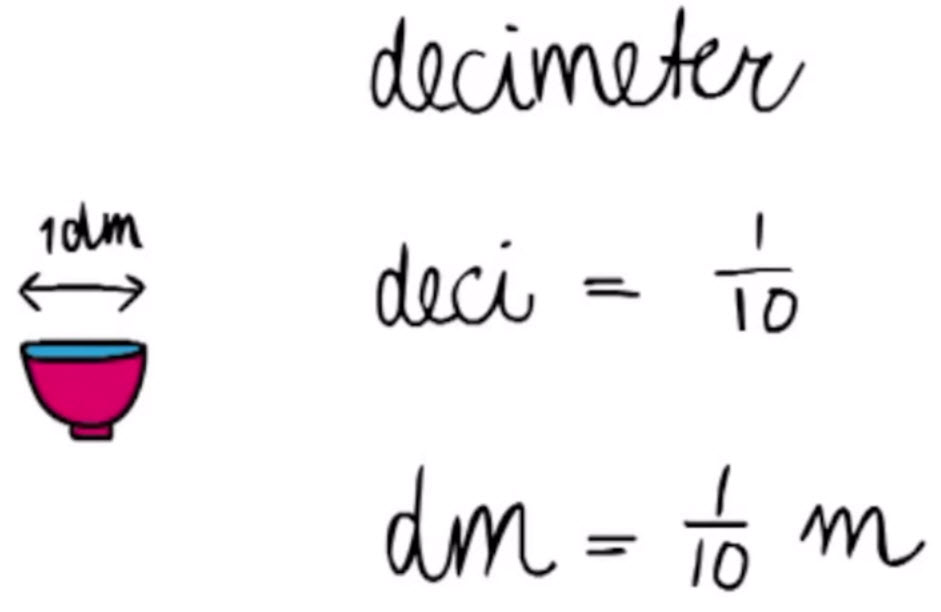 decimeter
1dm
deci = 1/10
dm = 1/10 m